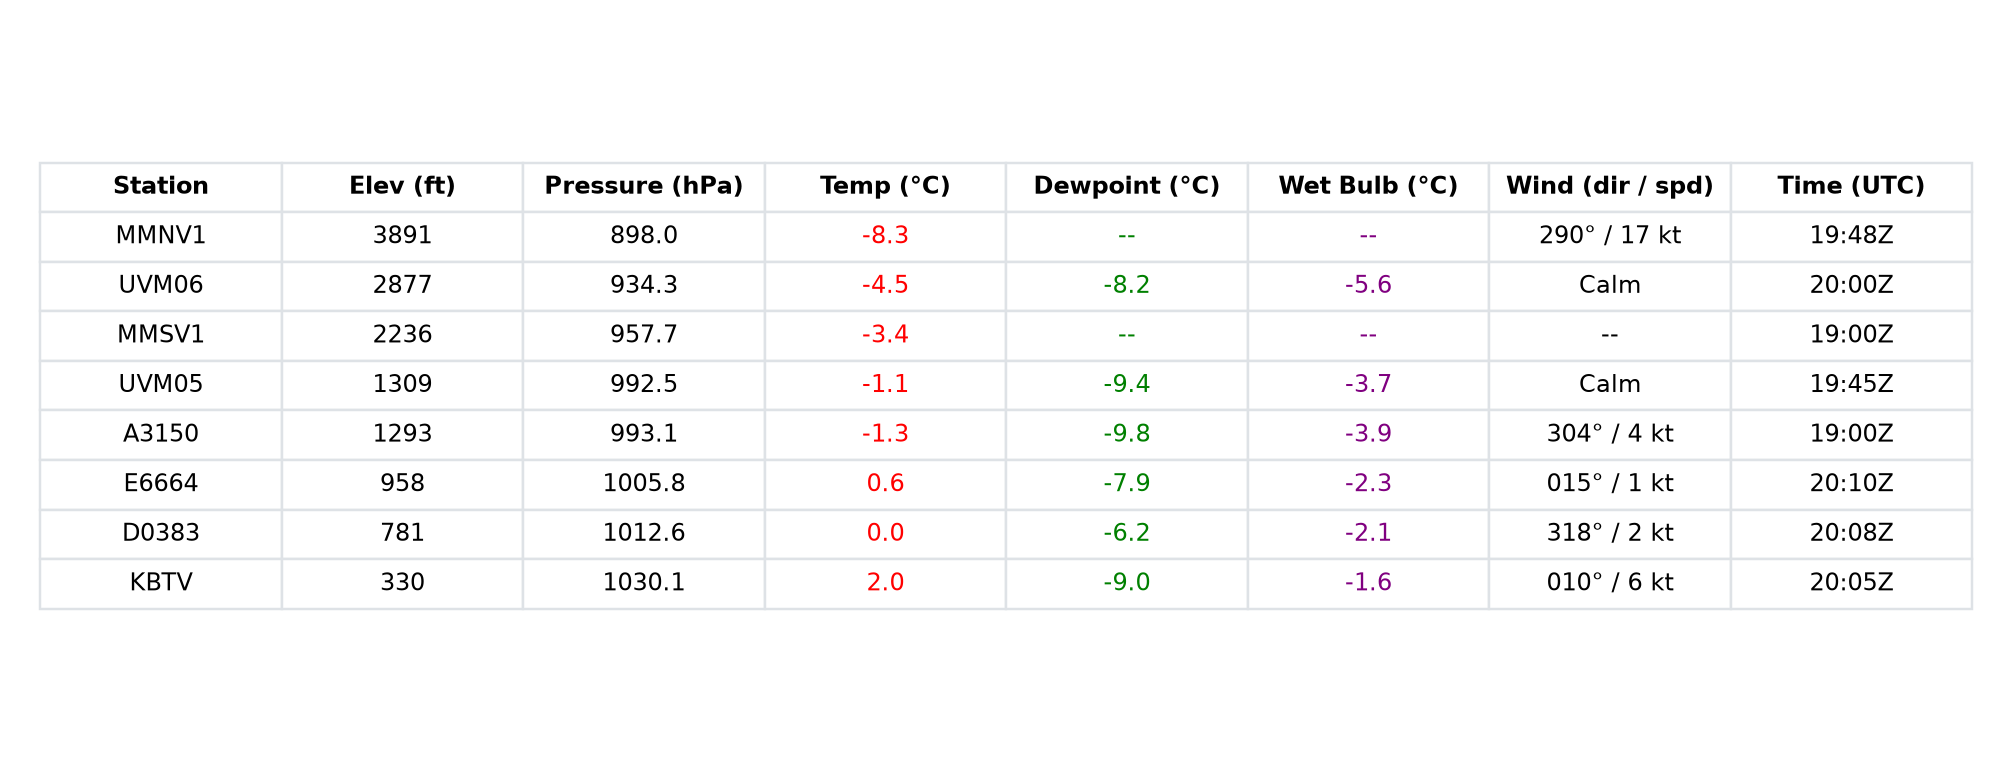 Station Elev (ft) Pressure (hPa) Temp (°C) Dewpoint (°C) Wet Bulb (°C) Wind (dir / spd) Time (UTC)
MMNV1 3891 898.0 -8.3 -- -- 290° / 17 kt 19:48Z
UVM06 2877 934.3 -4.5 -8.2 -5.6 Calm 20:00Z
MMSV1 2236 957.7 -3.4 -- -- -- 19:00Z
UVM05 1309 992.5 -1.1 -9.4 -3.7 Calm 19:45Z
A3150 1293 993.1 -1.3 -9.8 -3.9 304° / 4 kt 19:00Z
E6664 958 1005.8 0.6 -7.9 -2.3 015° / 1 kt 20:10Z
D0383 781 1012.6 0.0 -6.2 -2.1 318° / 2 kt 20:08Z
KBTV 330 1030.1 2.0 -9.0 -1.6 010° / 6 kt 20:05Z